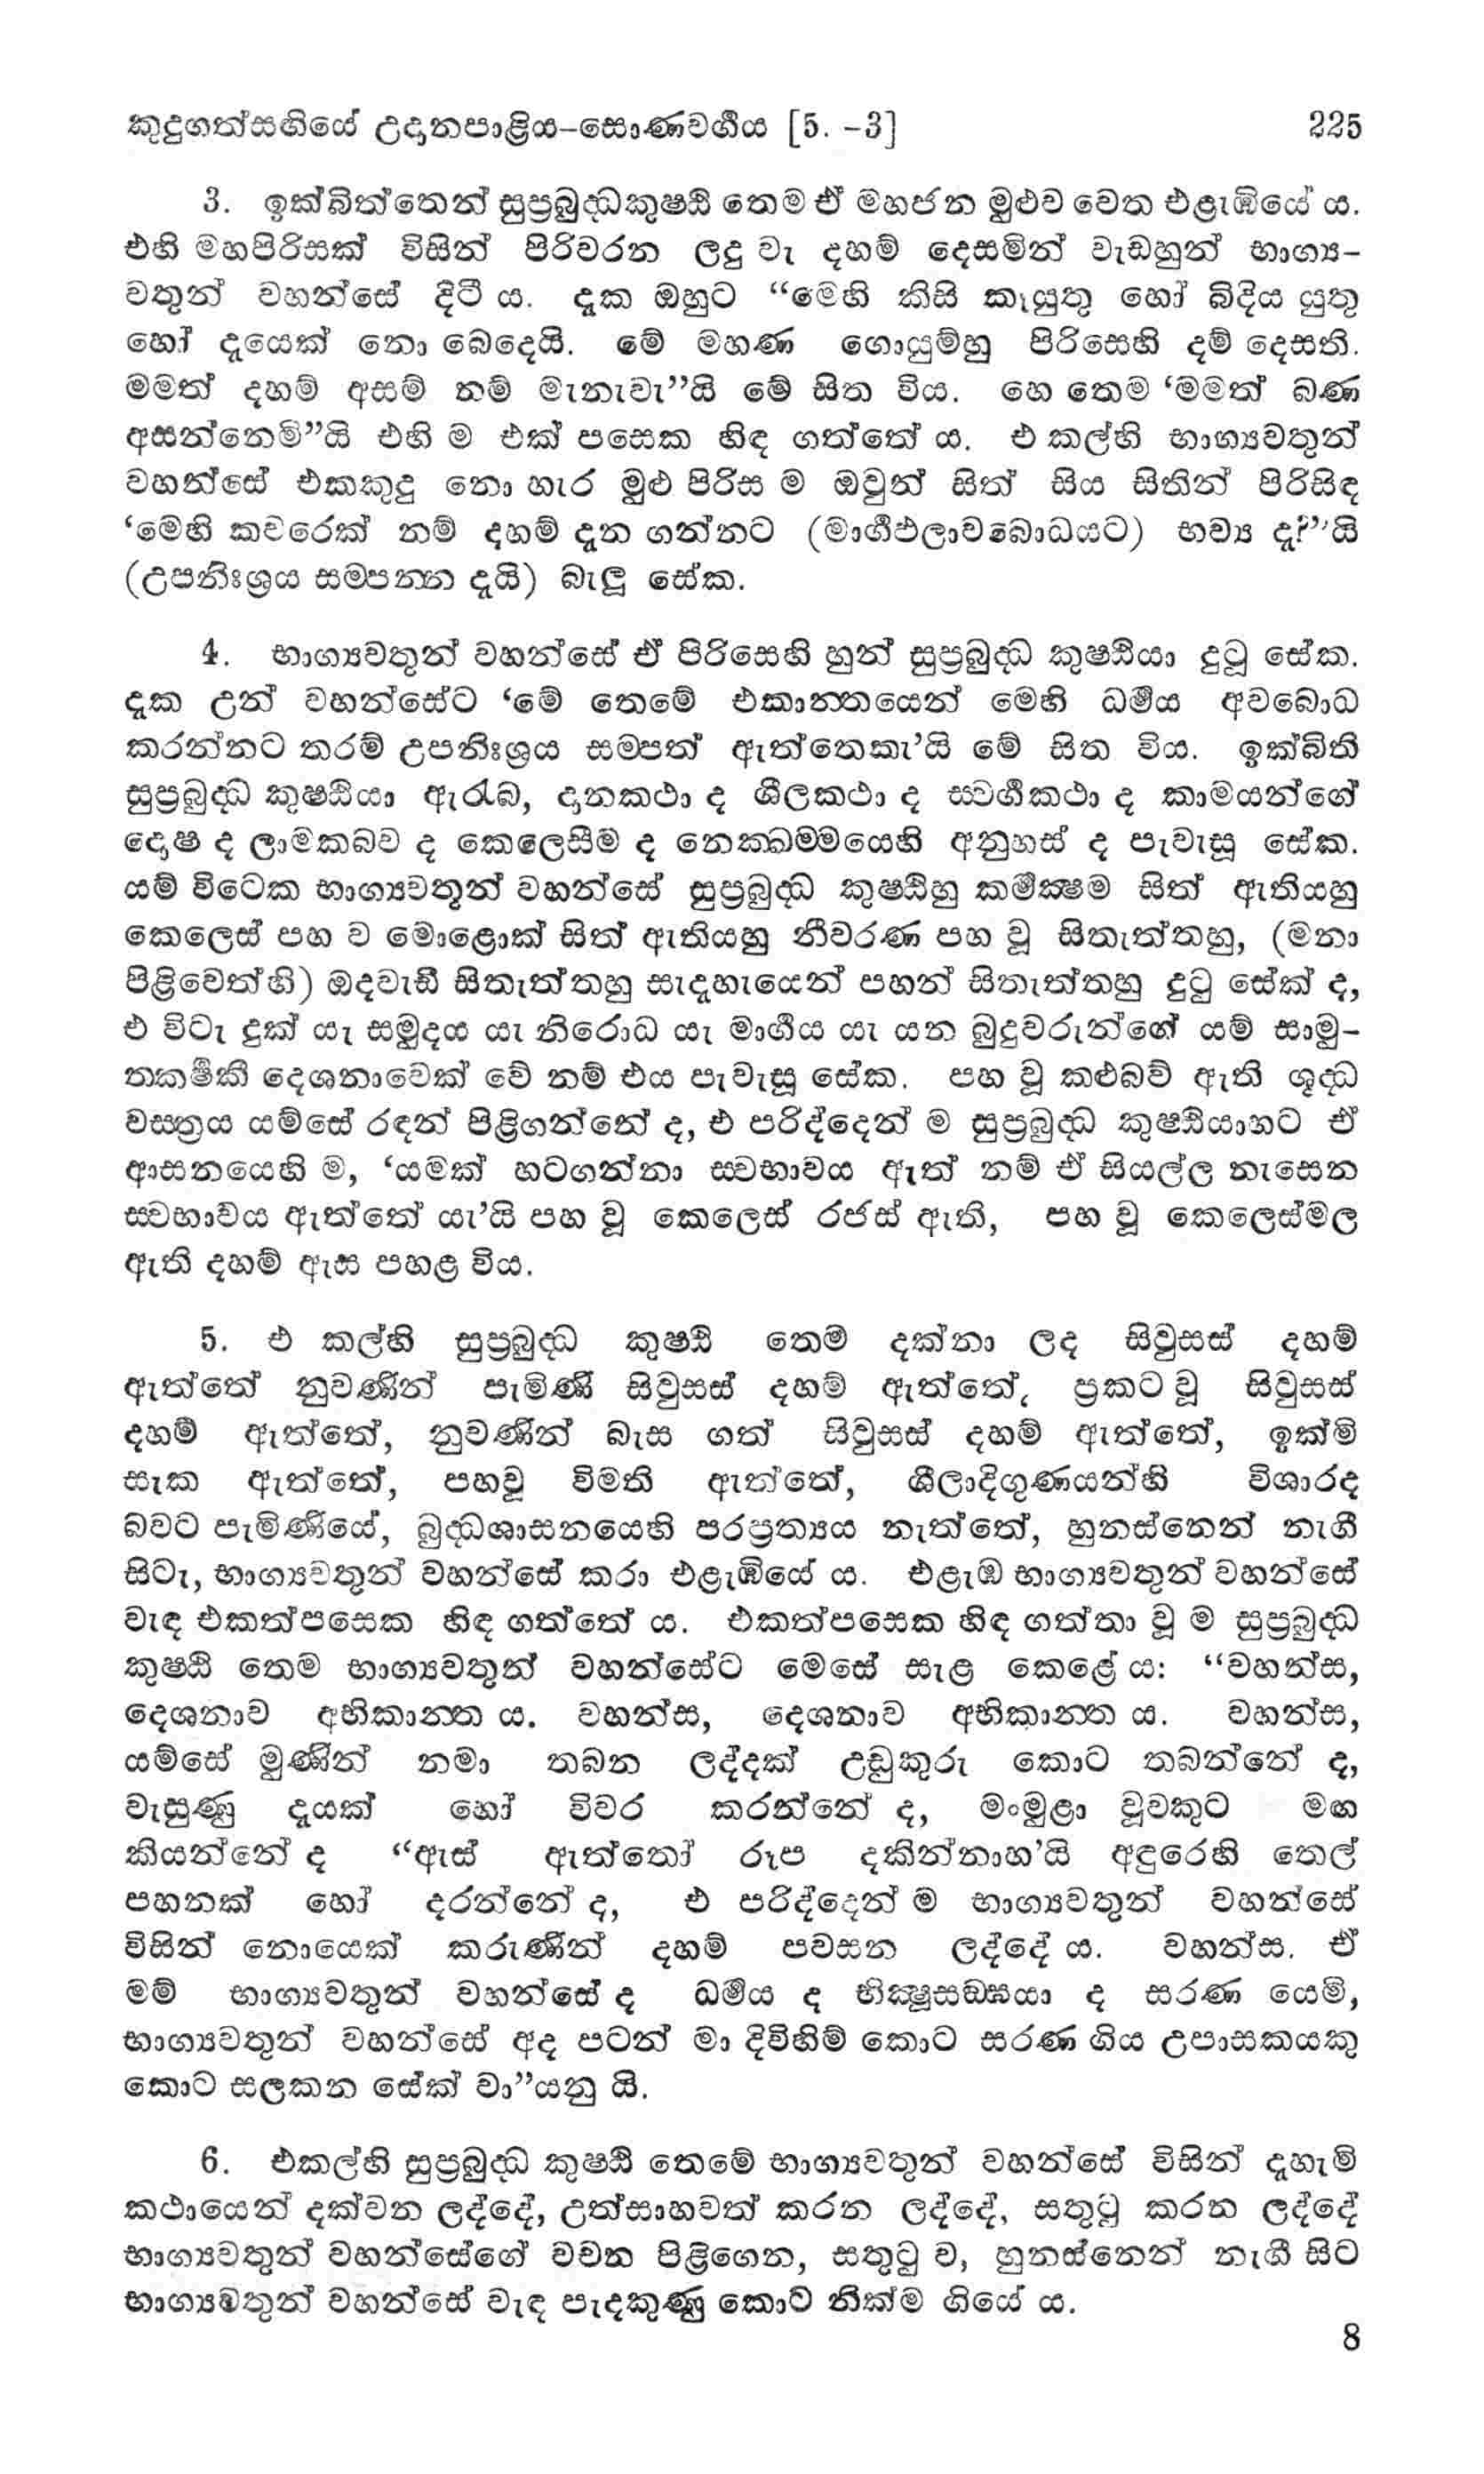 කුදුගත්සඟියේ උදානපාළිය-සොණවර්ගය [5. -3] 225
3. ඉක්බිත්තෙන් සුප්‍රබුද්ධකුෂ්ඨි තෙම ඒ මහජන මුළුව වෙත එළැඹියේ ය.
එහි මහපිරිසක් විසින් පිරිවරන ලදු වැ දහම් දෙසමින් වැඩහුන් භාග්‍ය-
වතුන් වහන්සේ දිටී ය. දැක ඔහුට “මෙහි කිසි කෑයුතු හෝ බිදිය යුතු
හෝ දැයෙක් නො බෙදෙයි. මේ මහණ ගොයුම්හු පිරිසෙහි දම් දෙසති.
මමත් දහම් අසම් නම් මැනැවැ”යි මේ සිත විය. හෙ තෙම ‘මමත් බණ
අසන්නෙමි”යි එහි ම එක් පසෙක හිඳ ගත්තේ ය. එ කල්හි භාග්‍යවතුන්
වහන්සේ එකකුදු නො හැර මුළු පිරිස ම ඔවුන් සිත් සිය සිතින් පිරිසිඳ
‘මෙහි කවරෙක් නම් දහම් දැන ගන්නට (මාර්ගඵලාවබොධයට) භව්‍ය ද?”යි
(උපනිඃශ්‍රය සම්පන්න දැයි) බැලූ සේක.
4. භාග්‍යවතුන් වහන්සේ ඒ පිරිසෙහි හුන් සුප්‍රබුද්ධ කුෂ්ඨියා දුටූ සේක.
දැක උන් වහන්සේට ‘මේ තෙමේ එකාන්තයෙන් මෙහි ධර්මය අවබොධ
කරන්නට තරම් උපනිඃශ්‍රය සම්පත් ඇත්තෙකැ’යි මේ සිත විය. ඉක්බිති
සුප්‍රබුද්ධ කුෂ්ඨියා ඇරැබ, දානකථා ද ශීලකථා ද ස්වර්ගකථා ද කාමයන්ගේ
දොෂ ද ලාමකබව ද කෙලෙසීම ද නෙක්ඛම්මයෙහි අනුහස් ද පැවැසූ සේක.
යම් විටෙක භාග්‍යවතුන් වහන්සේ සුප්‍රබුද්ධ කුෂ්ඨිහු කර්මක්ෂම සිත් ඇතියහු
කෙලෙස් පහ ව මොළොක් සිත් ඇතියහු නීවරණ පහ වූ සිතැත්තහු, (මනා
පිළිවෙත්හි) ඔදවැඩී සිතැත්තහු සැදැහැයෙන් පහන් සිතැත්තහු දුටු සේක් ද,
එ විටැ දුක් යැ සමුදය යැ නිරොධ යැ මාර්ගය යැ යන බුදුවරුන්ගේ යම් සාමු-
ත්කර්ෂිකී දෙශනාවෙක් වේ නම් එය පැවැසූ සේක. පහ වූ කළුබව් ඇති ශුද්ධ
වස්ත්‍රය යම්සේ රඳන් පිළිගන්නේ ද, එ පරිද්දෙන් ම සුප්‍රබුද්ධ කුෂ්ඨියාහට ඒ
ආසනයෙහි ම, ‘යමක් හටගන්නා ස්වභාවය ඇත් නම් ඒ සියල්ල නැසෙන
ස්වභාවය ඇත්තේ යැ’යි පහ වූ කෙලෙස් රජස් ඇති, පහ වූ කෙලෙස්මල
ඇති දහම් ඇස පහළ විය.
5. එ කල්හි සුප්‍රබුද්ධ කුෂ්ඨි තෙම දක්නා ලද සිවුසස් දහම්
ඇත්තේ නුවණින් පැමිණි සිවුසස් දහම් ඇත්තේ, ප්‍රකට වූ සිවුසස්
දහම් ඇත්තේ, නුවණින් බැස ගත් සිවුසස් දහම් ඇත්තේ, ඉක්මි
සැක ඇත්තේ, පහවූ විමති ඇත්තේ, ශීලාදිගුණයන්හි විශාරද
බවට පැමිණියේ, බුද්ධශාසනයෙහි පරප්‍රත්‍යය නැත්තේ, හුනස්නෙන් නැගී
සිටැ, භාග්‍යවතුන් වහන්සේ කරා එළැඹියේ ය. එළැඹ භාග්‍යවතුන් වහන්සේ
වැඳ එකත්පසෙක හිඳ ගත්තේ ය. එකත්පසෙක හිඳ ගත්තා වූ ම සුප්‍රබුද්ධ
කුෂ්ඨි තෙම භාග්‍යවතුන් වහන්සේට මෙසේ සැළ කෙළේ ය: “වහන්ස,
දෙශනාව අභිකාන්ත ය. වහන්ස, දෙශනාව අභිකාන්ත ය. වහන්ස,
යම්සේ මුණින් නමා තබන ලද්දක් උඩුකුරු කොට තබන්නේ ද,
වැසුණු දැයක් හෝ විවර කරන්නේ ද, මංමුළා වූවකුට මඟ
කියන්නේ ද “ඇස් ඇත්තෝ රූප දකින්නාහ’යි අඳුරෙහි තෙල්
පහනක් හෝ දරන්නේ ද, එ පරිද්දෙන් ම භාග්‍යවතුන් වහන්සේ
විසින් නොයෙක් කරුණින් දහම් පවසන ලද්දේ ය. වහන්ස. ඒ
මම් භාග්‍යවතුන් වහන්සේ ද ධර්මය ද භික්ෂුසඞ්ඝයා ද සරණ යෙමි,
භාග්‍යවතුන් වහන්සේ අද පටන් මා දිවිහිම් කොට සරණ ගිය උපාසකයකු
කොට සලකන සේක් වා”යනු යි.
6. එකල්හි සුප්‍රබුද්ධ කුෂ්ඨි තෙමේ භාග්‍යවතුන් වහන්සේ විසින් දැහැමි
කථායෙන් දක්වන ලද්දේ, උත්සාහවත් කරන ලද්දේ, සතුටු කරන ලද්දේ
භාග්‍යවතුන් වහන්සේගේ වචන පිළිගෙන, සතුටු ව, හුනස්නෙන් නැගී සිට
භාග්‍යවතුන් වහන්සේ වැඳ පැදකුණු කොට නික්ම ගියේ ය.
8